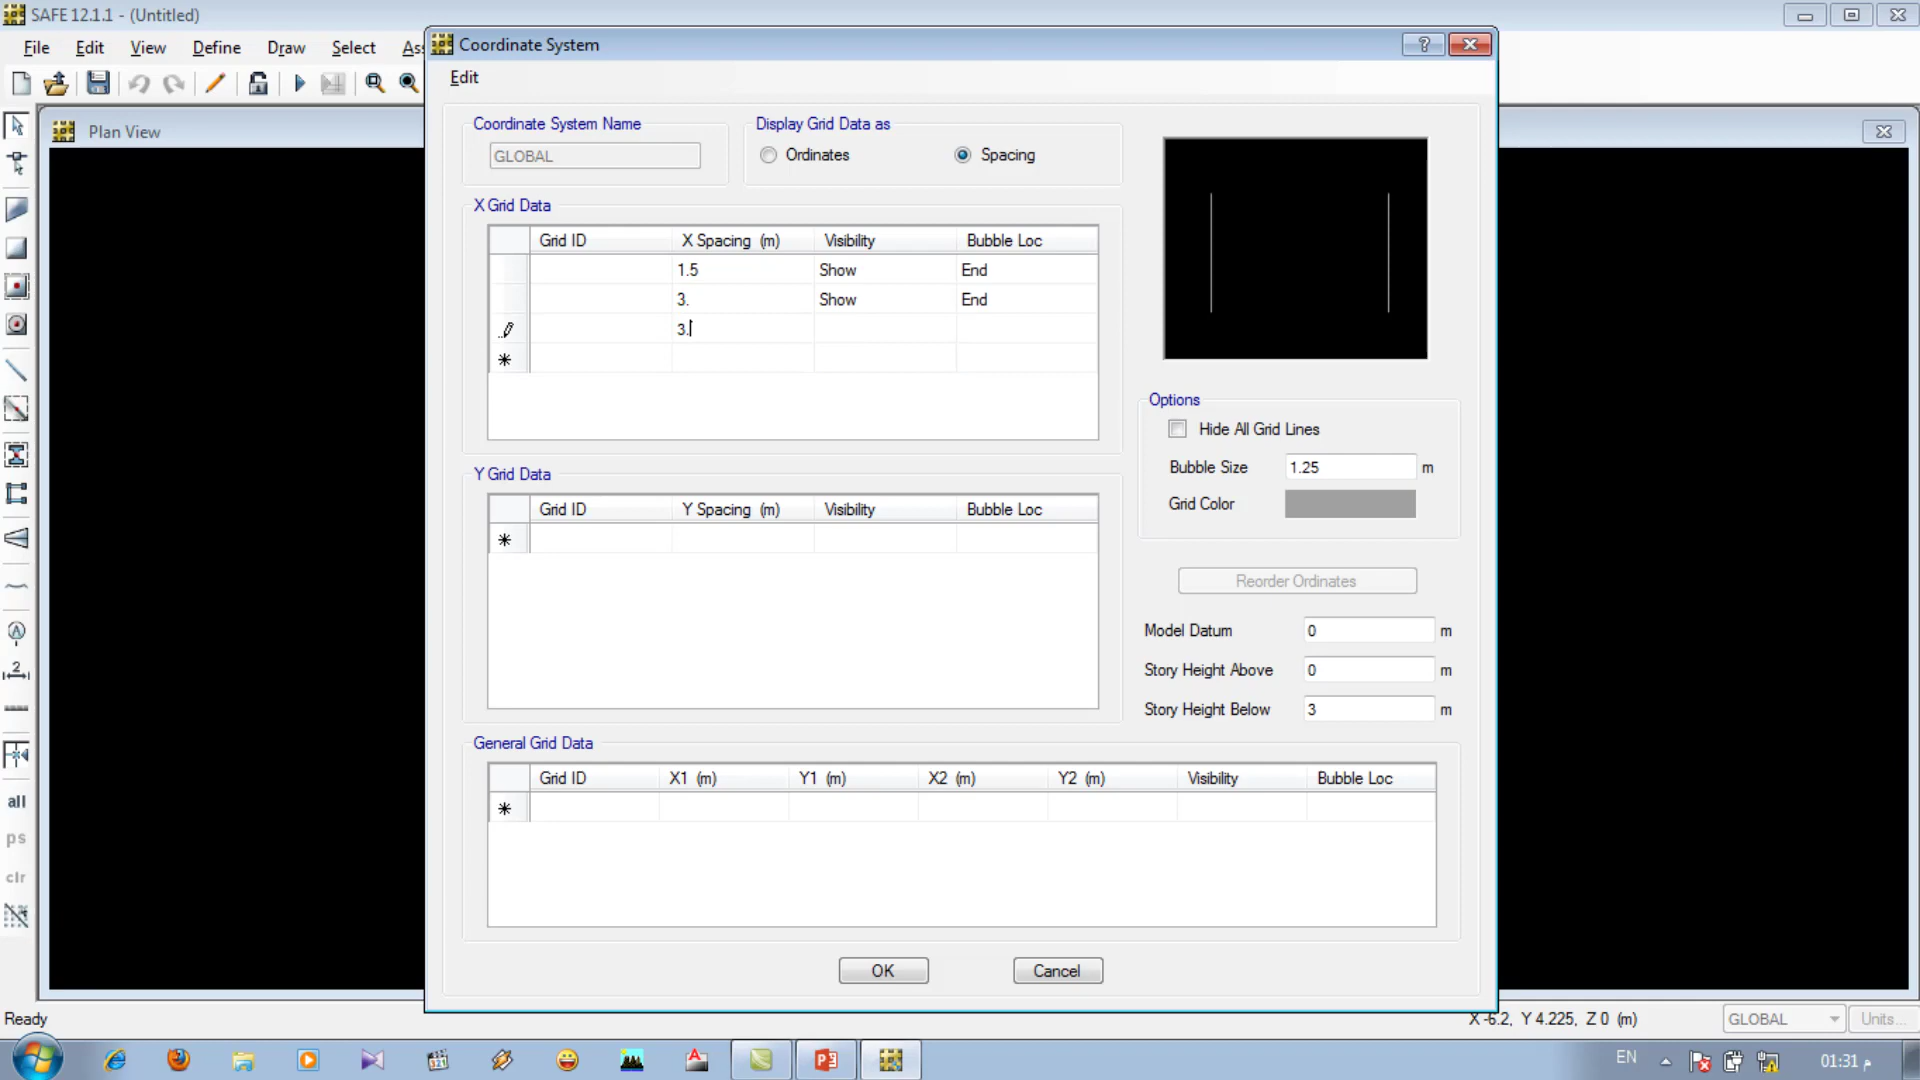 SAFE 12.1.1 - (Untitled)
File Edit View Define Draw Select Ass
Coordinate System
Edit
Plan View
Coordinate System Name
GLOBAL
Display Grid Data as
Ordinates Spacing
X Grid Data
Grid ID X Spacing (m) Visibility Bubble Loc
1.5 Show End
3. Show End
3.
Y Grid Data
Grid ID Y Spacing (m) Visibility Bubble Loc
Options
Hide All Grid Lines
Bubble Size 1.25 m
Grid Color
Reorder Ordinates
Model Datum 0 m
Story Height Above 0 m
Story Height Below 3 m
General Grid Data
Grid ID X1 (m) Y1 (m) X2 (m) Y2 (m) Visibility Bubble Loc
OK Cancel
all
ps
clr
Ready
X -6.2, Y 4.225, Z 0 (m)
GLOBAL
Units...
EN
01:31 م